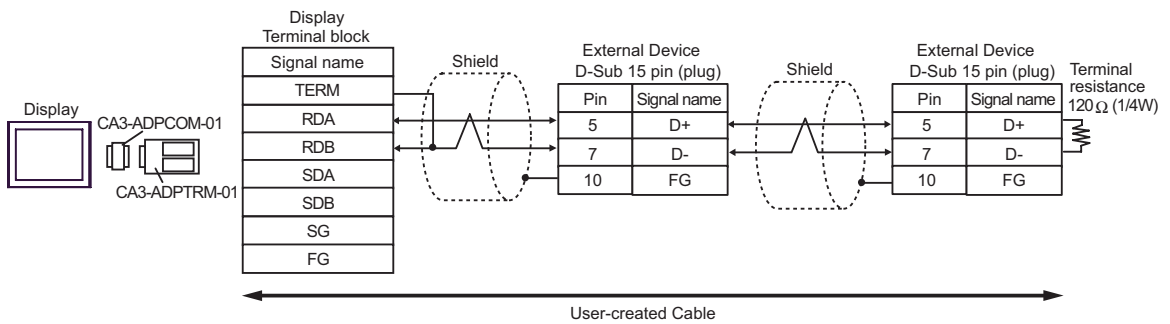 Display
CA3-ADPCOM-01
CA3-ADPTRM-01
Display
Terminal block
Signal name
TERM
RDA
RDB
SDA
SDB
SG
FG
Shield
External Device
D-Sub 15 pin (plug)
Pin Signal name
5 D+
7 D-
10 FG
Shield
External Device
D-Sub 15 pin (plug)
Pin Signal name
5 D+
7 D-
10 FG
Terminal
resistance
120Ω (1/4W)
User-created Cable